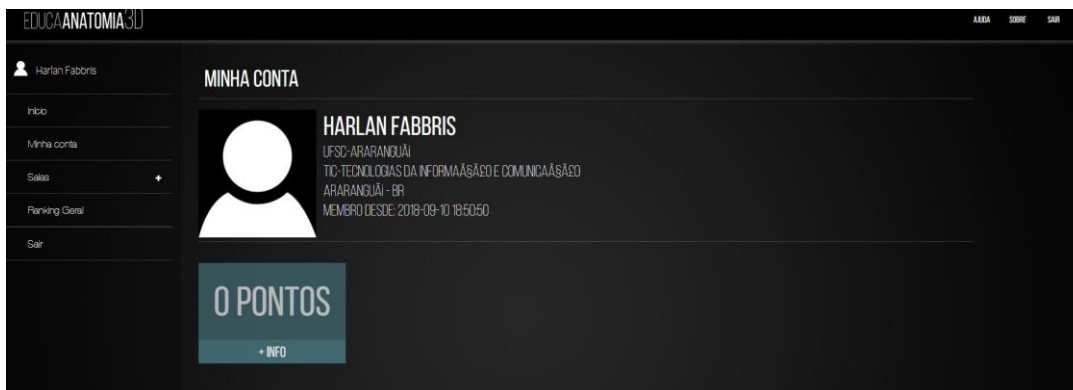 EDUCAANATOMIA3D
AJUDA SOBRE SAIR
Harlan Fabbris
Início
Minha conta
Salas +
Ranking Geral
Sair
MINHA CONTA
HARLAN FABBRIS
UFSC-ARARANGUÃ¡
TIC-TECNOLOGIAS DA INFORMAÃ§Ã£O E COMUNICAÃ§Ã£O
ARARANGUÃ¡ - BR
MEMBRO DESDE: 2018-09-10 18:50:50
0 PONTOS
+ INFO